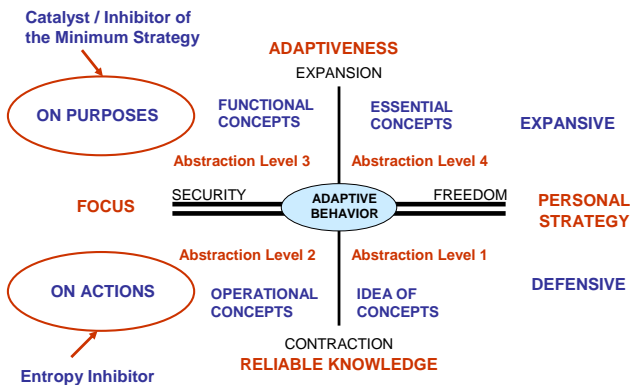 Catalyst / Inhibitor of
the Minimum Strategy
ADAPTIVENESS
EXPANSION
ON PURPOSES
FUNCTIONAL
CONCEPTS
ESSENTIAL
CONCEPTS
EXPANSIVE
Abstraction Level 3
Abstraction Level 4
FOCUS
SECURITY
ADAPTIVE
BEHAVIOR
FREEDOM
PERSONAL
STRATEGY
Abstraction Level 2
Abstraction Level 1
ON ACTIONS
OPERATIONAL
CONCEPTS
IDEA OF
CONCEPTS
DEFENSIVE
CONTRACTION
RELIABLE KNOWLEDGE
Entropy Inhibitor